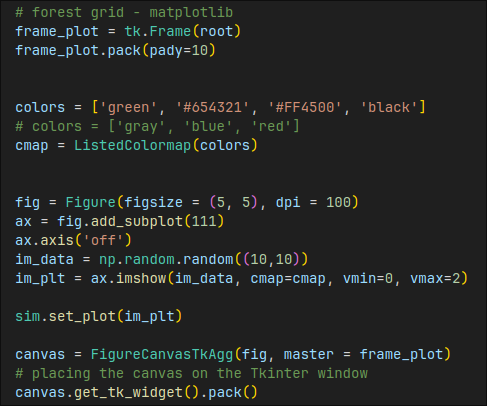 # forest grid - matplotlib
frame_plot = tk.Frame(root)
frame_plot.pack(pady=10)
colors = ['green', '#654321', '#FF4500', 'black']
# colors = ['gray', 'blue', 'red']
cmap = ListedColormap(colors)
fig = Figure(figsize = (5, 5), dpi = 100)
ax = fig.add_subplot(111)
ax.axis('off')
im_data = np.random.random((10,10))
im_plt = ax.imshow(im_data, cmap=cmap, vmin=0, vmax=2)
sim.set_plot(im_plt)
canvas = FigureCanvasTkAgg(fig, master = frame_plot)
# placing the canvas on the Tkinter window
canvas.get_tk_widget().pack()